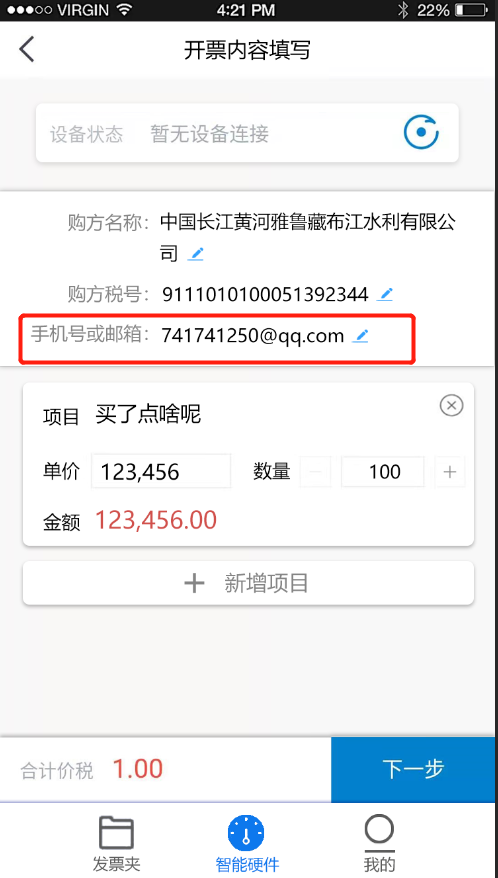 VIRGIN 4:21 PM 22%
开票内容填写
设备状态 暂无设备连接
购方名称: 中国长江黄河雅鲁藏布江水利有限公
司
购方税号: 9111010100051392344
手机号或邮箱: 741741250@qq.com
项目 买了点啥呢
单价 123,456 数量 — 100 +
金额 123,456.00
+ 新增项目
合计价税 1.00 下一步
发票夹 智能硬件 我的